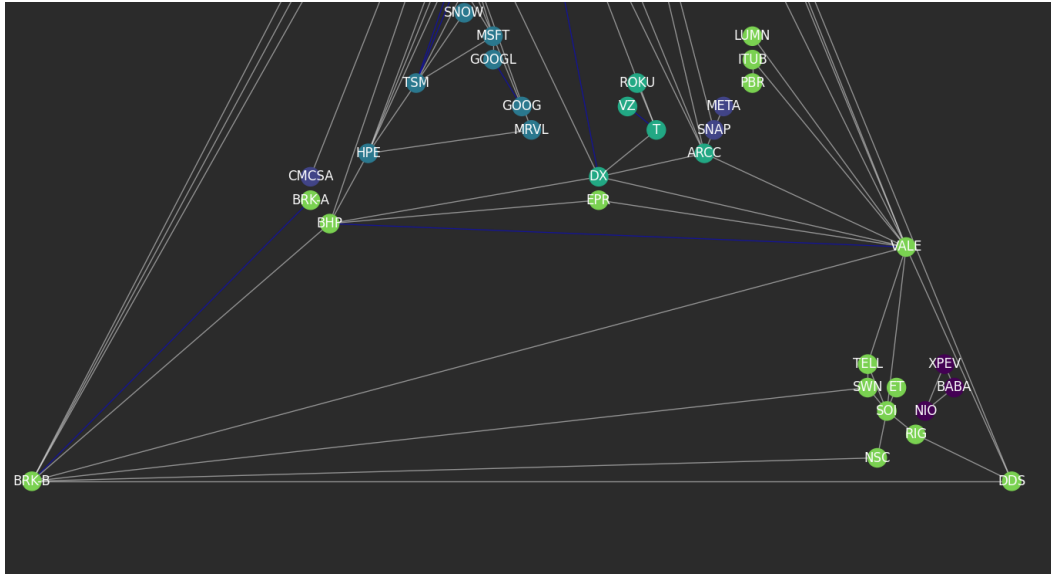 SNOW
MSFT
LUMN
GOOGL
ITUB
TSM
ROKU
PBR
GOOG
VZ
META
MRVL
T
SNAP
HPE
ARCC
CMCSA
DX
BRK-A
EPR
BHP
VALE
TELL
XPEV
SWN
ET
BABA
SOI
NIO
RIG
NSC
BRK-B
DDS